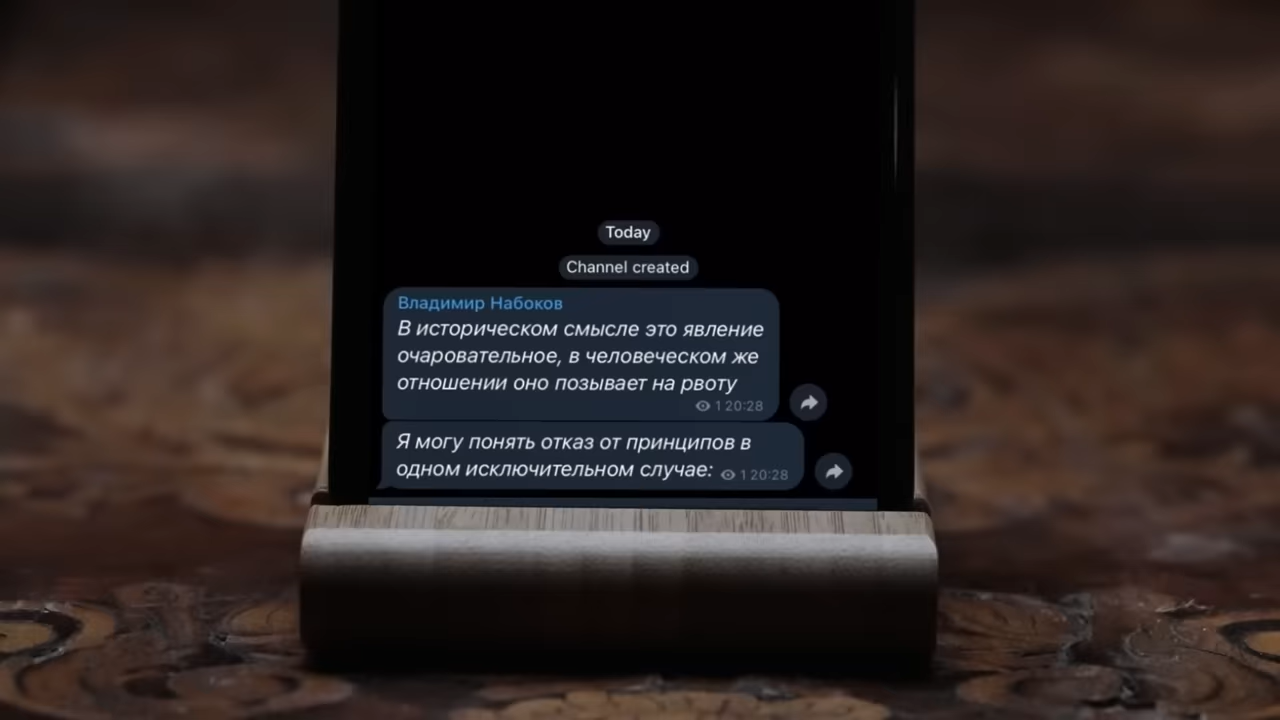 Today
Channel created
Владимир Набоков
В историческом смысле это явление
очаровательное, в человеческом же
отношении оно позывает на рвоту
1 20:28
Я могу понять отказ от принципов в
одном исключительном случае:
1 20:28